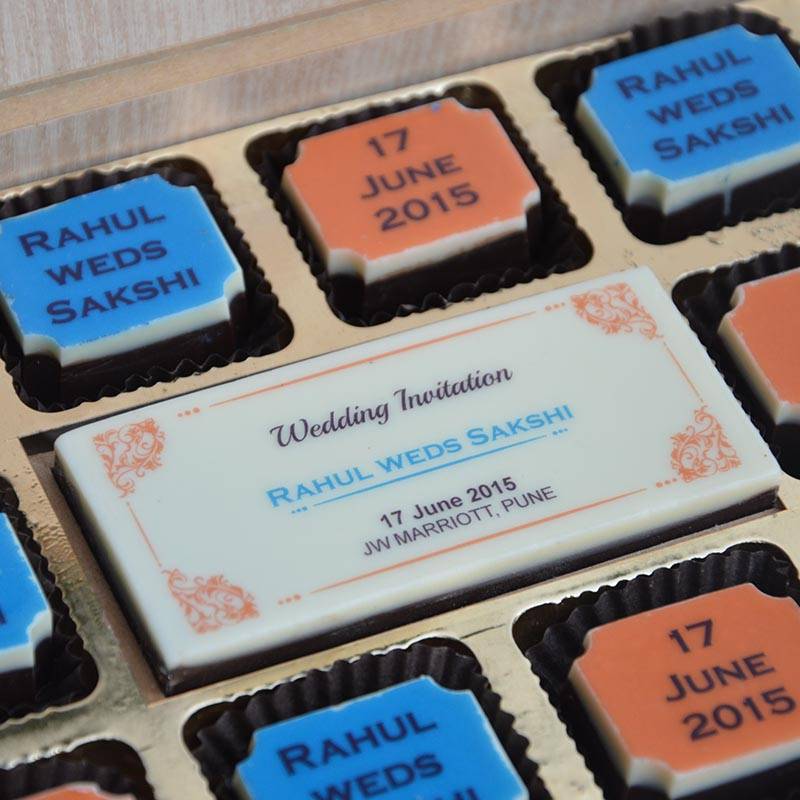 RAHUL
WEDS
SAKSHI
17
JUNE
2015
RAHUL
WEDS
SAKSHI
Wedding Invitation
RAHUL WEDS SAKSHI
17 June 2015
JW MARRIOTT, PUNE
17
JUNE
2015
RAHUL
WEDS